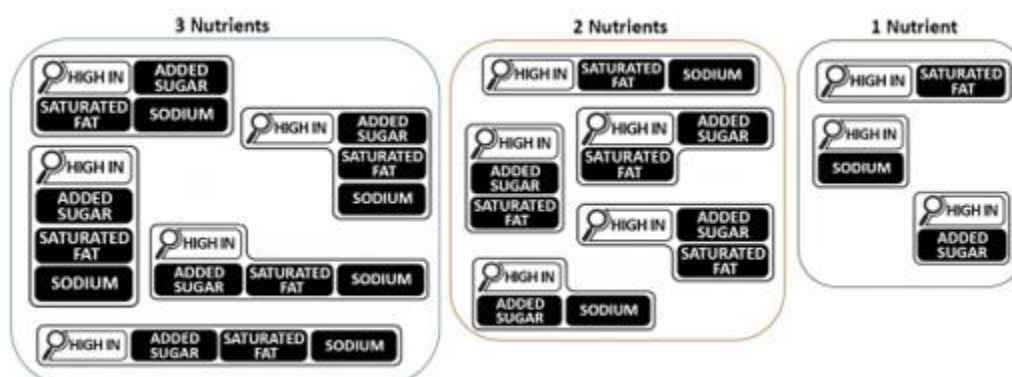 3 Nutrients
HIGH IN
ADDED
SUGAR
SATURATED
FAT
SODIUM
HIGH IN
ADDED
SUGAR
SATURATED
FAT
SODIUM
HIGH IN
ADDED
SUGAR
SATURATED
FAT
SODIUM
HIGH IN
ADDED
SUGAR
SATURATED
FAT
SODIUM
HIGH IN
ADDED
SUGAR
SATURATED
FAT
SODIUM
2 Nutrients
HIGH IN
SATURATED
FAT
SODIUM
HIGH IN
ADDED
SUGAR
SATURATED
FAT
HIGH IN
ADDED
SUGAR
SATURATED
FAT
HIGH IN
ADDED
SUGAR
SATURATED
FAT
HIGH IN
ADDED
SUGAR
SODIUM
1 Nutrient
HIGH IN
SATURATED
FAT
HIGH IN
SODIUM
HIGH IN
ADDED
SUGAR